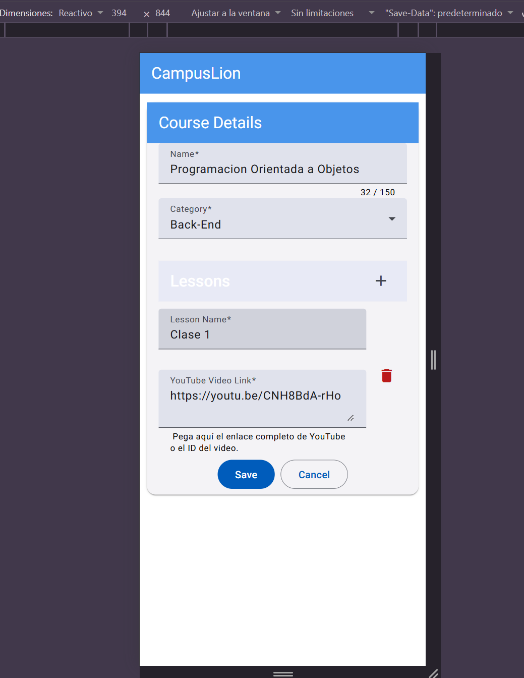 Dimensiones: Reactivo 394 x 844 Ajustar a la ventana Sin limitaciones "Save-Data": predeterminado
CampusLion
Course Details
Name*
Programacion Orientada a Objetos
32 / 150
Category*
Back-End
Lessons +
Lesson Name*
Clase 1
YouTube Video Link*
https://youtu.be/CNH8BdA-rHo
Pega aquí el enlace completo de YouTube
o el ID del video.
Save Cancel